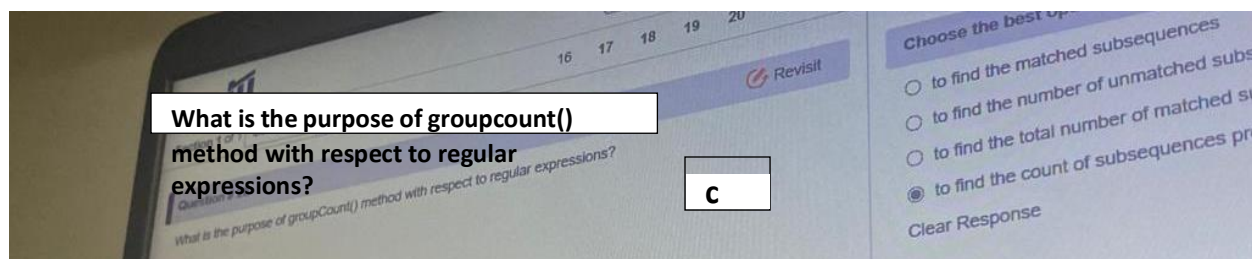 16 17 18 19 20
Revisit
What is the purpose of groupcount()
method with respect to regular
expressions?
What is the purpose of groupCount() method with respect to regular expressions?
c
Choose the best
to find the matched subsequences
to find the number of unmatched
to find the total number of matched
to find the count of subsequences
Clear Response